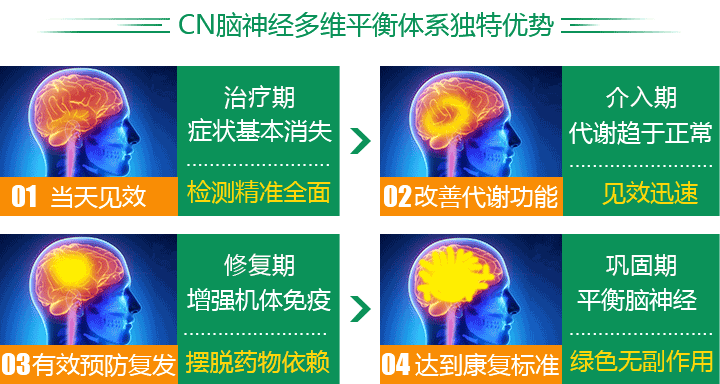 CN脑神经多维平衡体系独特优势
治疗期
症状基本消失
检测精准全面
01 当天见效
介入期
代谢趋于正常
见效迅速
02 改善代谢功能
修复期
增强机体免疫
摆脱药物依赖
03 有效预防复发
巩固期
平衡脑神经
绿色无副作用
04 达到康复标准